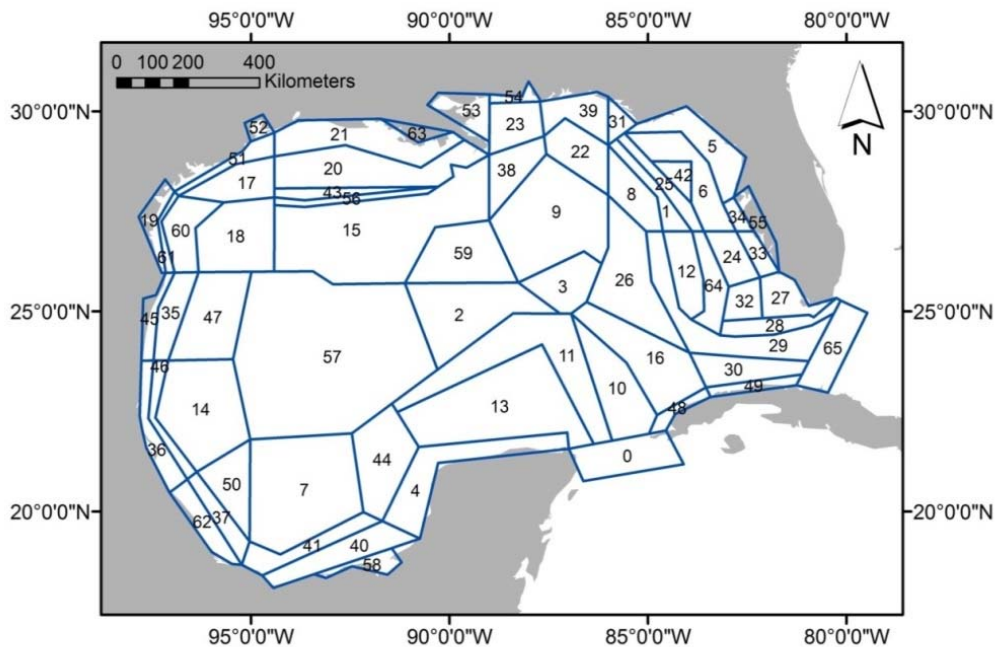 95°0'0"W 90°0'0"W 85°0'0"W 80°0'0"W
0 100 200 400
Kilometers
N
30°0'0"N 30°0'0"N
25°0'0"N 25°0'0"N
20°0'0"N 20°0'0"N
52 21 63 53 54 23 39 31 5
51 17 20 38 22 8 25 42 6
43 56 1 34 55
19 60 61 18 15 9 59 33
24
3 26 12 64 32 27
45 35 47 2 28
57 11 16 29 65
46 10 30 49
14 13 48
36 44 0
50 7 4
62 37 41 40
58
95°0'0"W 90°0'0"W 85°0'0"W 80°0'0"W